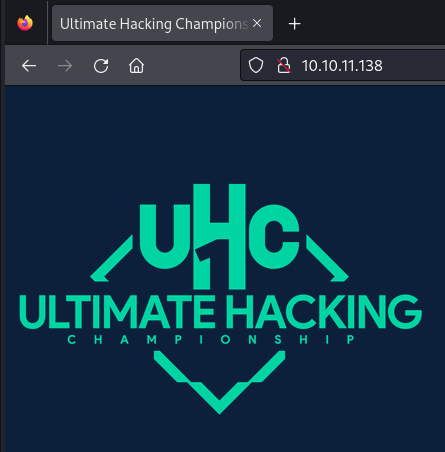 Ultimate Hacking Champions
10.10.11.138
UHC
ULTIMATE HACKING
CHAMPIONSHIP